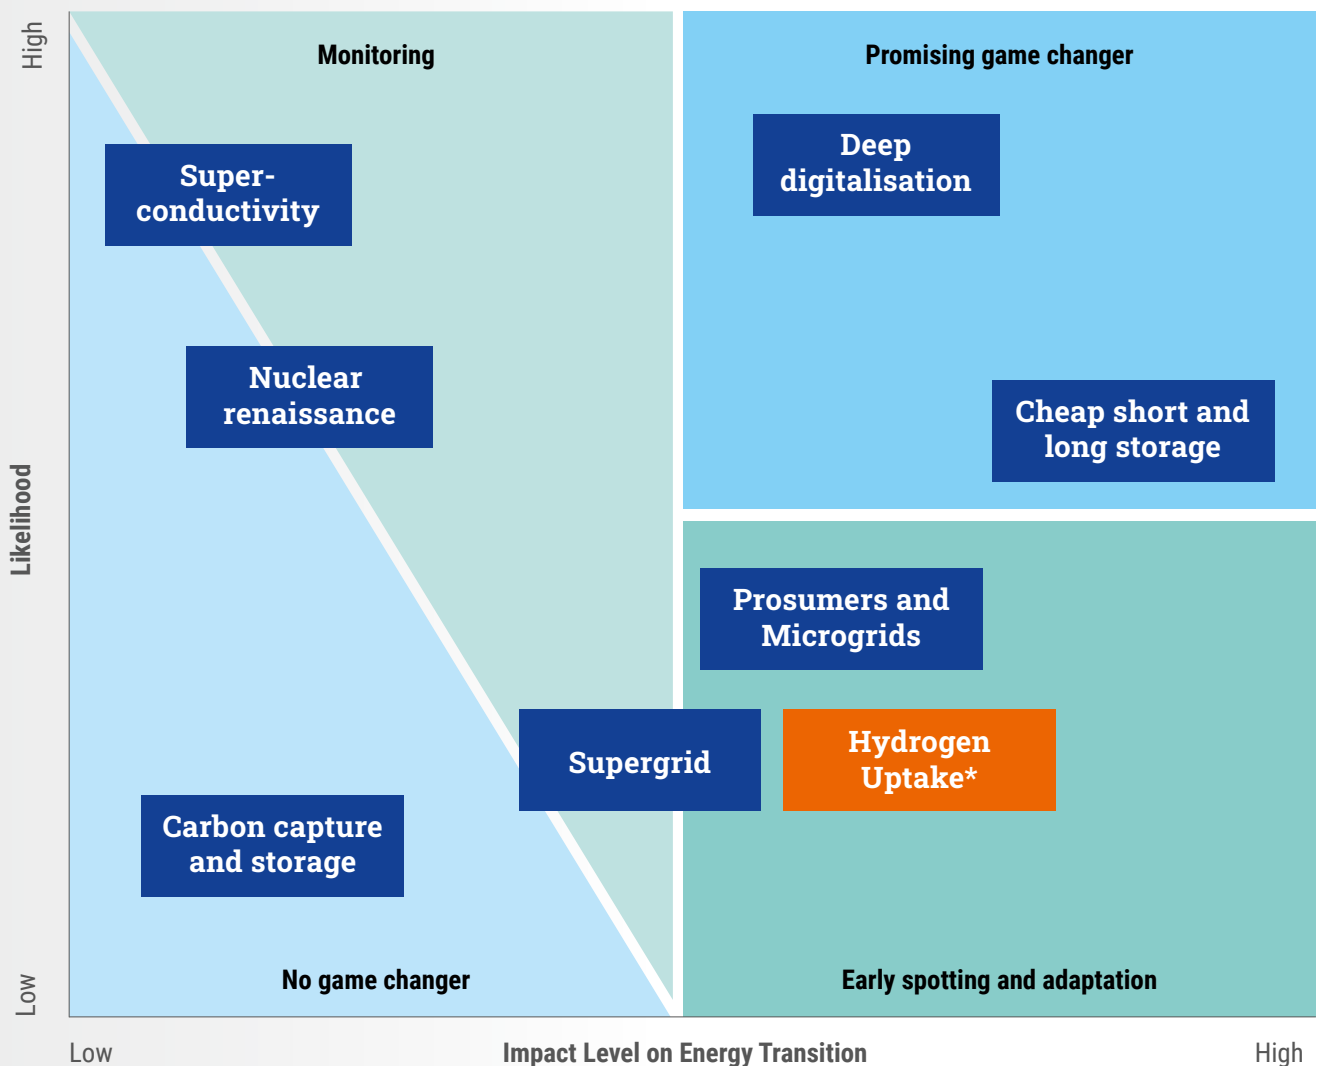 High
Monitoring
Promising game changer
Deep
digitalisation
Super-
conductivity
Nuclear
renaissance
Cheap short and
long storage
Likelihood
Prosumers and
Microgrids
Supergrid
Hydrogen
Uptake*
Carbon capture
and storage
No game changer
Early spotting and adaptation
Low
Low
Impact Level on Energy Transition
High